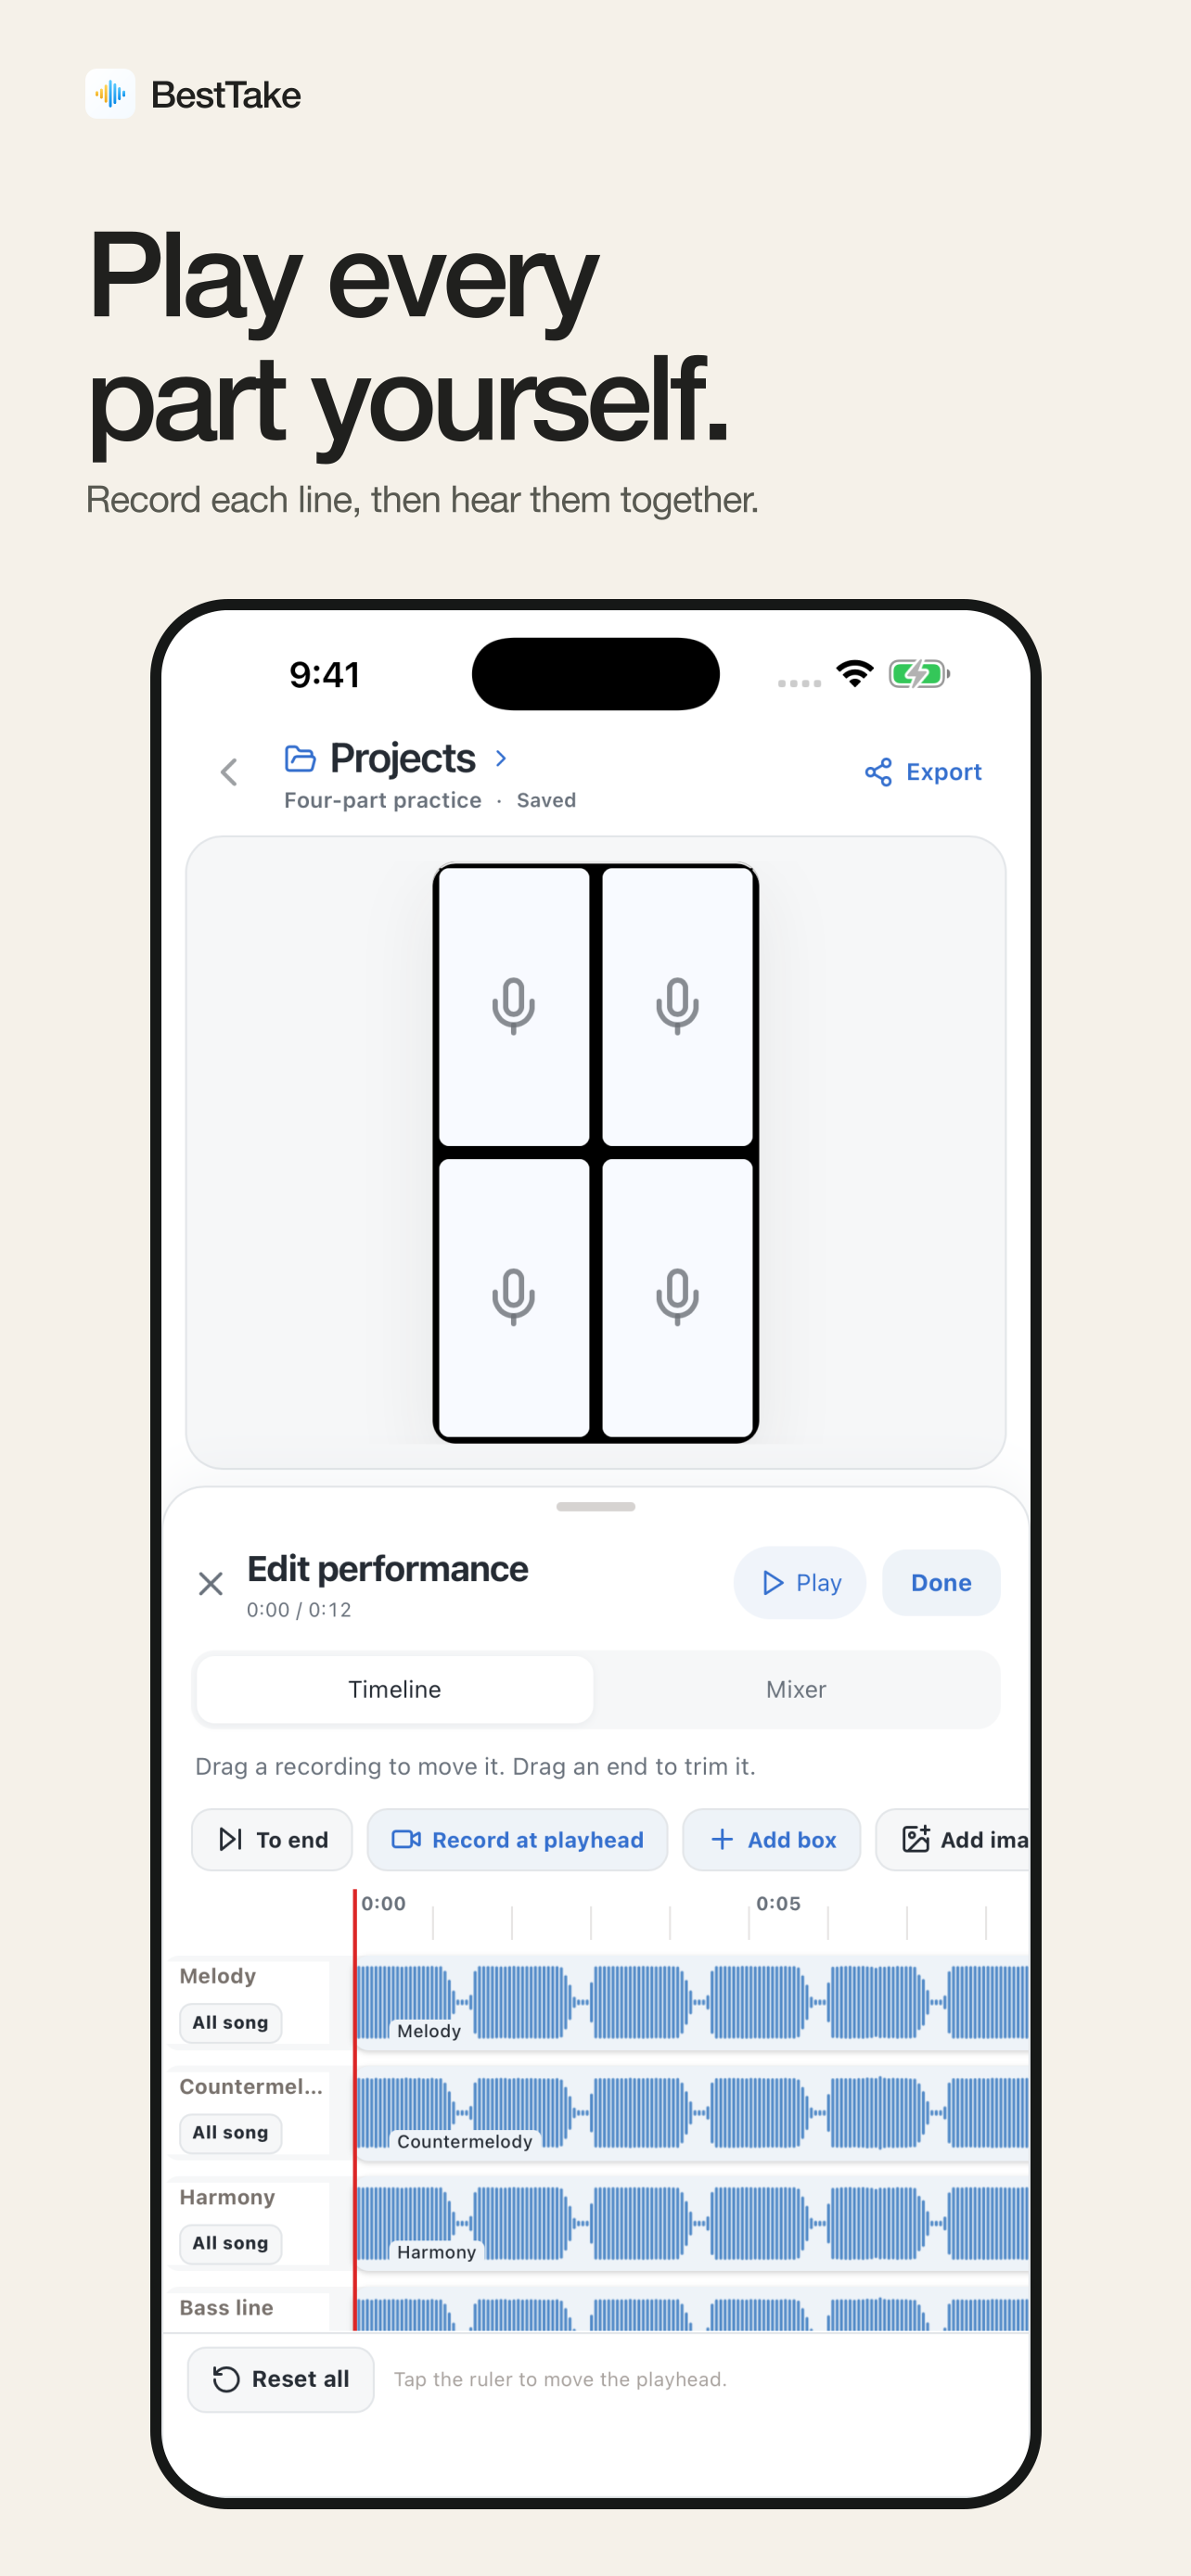 BestTake
Play every
part yourself.
Record each line, then hear them together.
9:41
Projects
Export
Four-part practice · Saved
Edit performance
0:00 / 0:12
Play
Done
Timeline
Mixer
Drag a recording to move it. Drag an end to trim it.
To end
Record at playhead
Add box
Add ima
0:00
0:05
Melody
All song
Melody
Countermel...
All song
Countermelody
Harmony
All song
Harmony
Bass line
Reset all
Tap the ruler to move the playhead.